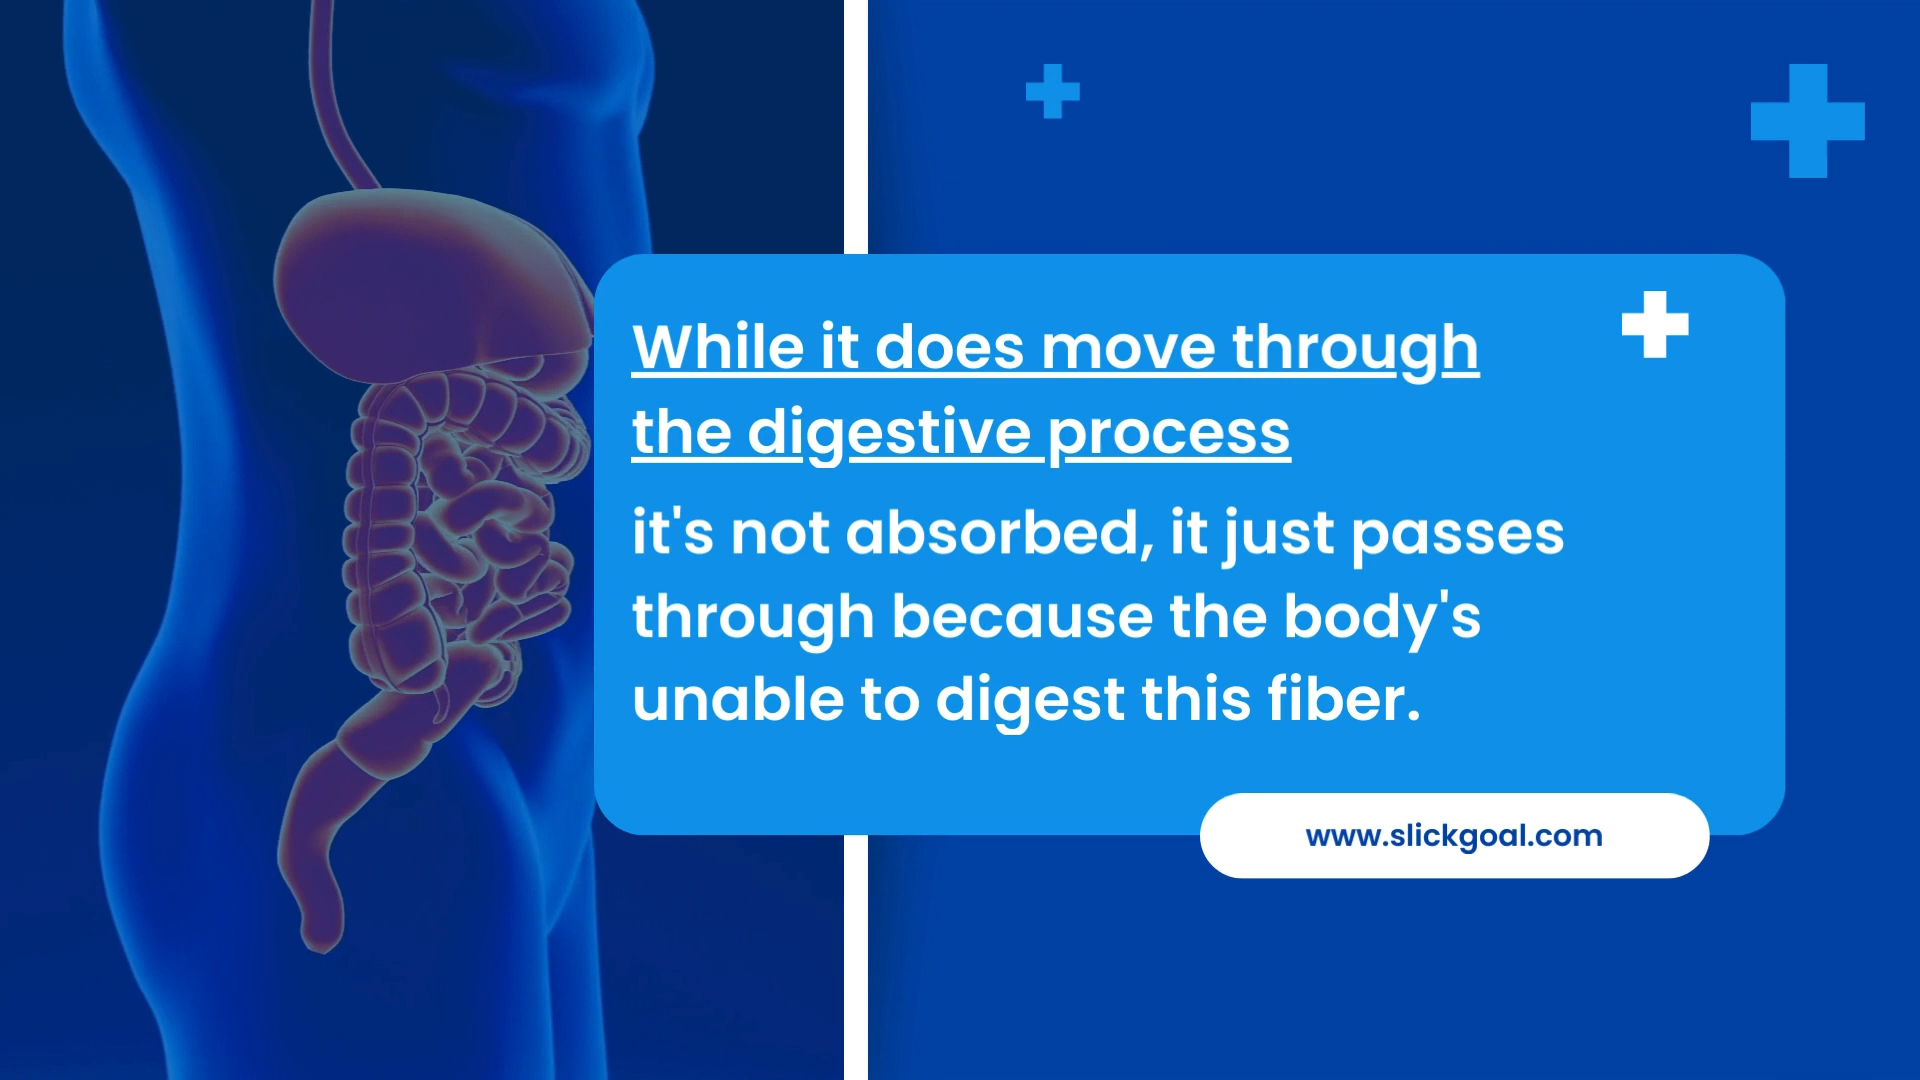 While it does move through
the digestive process
it's not absorbed, it just passes
through because the body's
unable to digest this fiber.
www.slickgoal.com